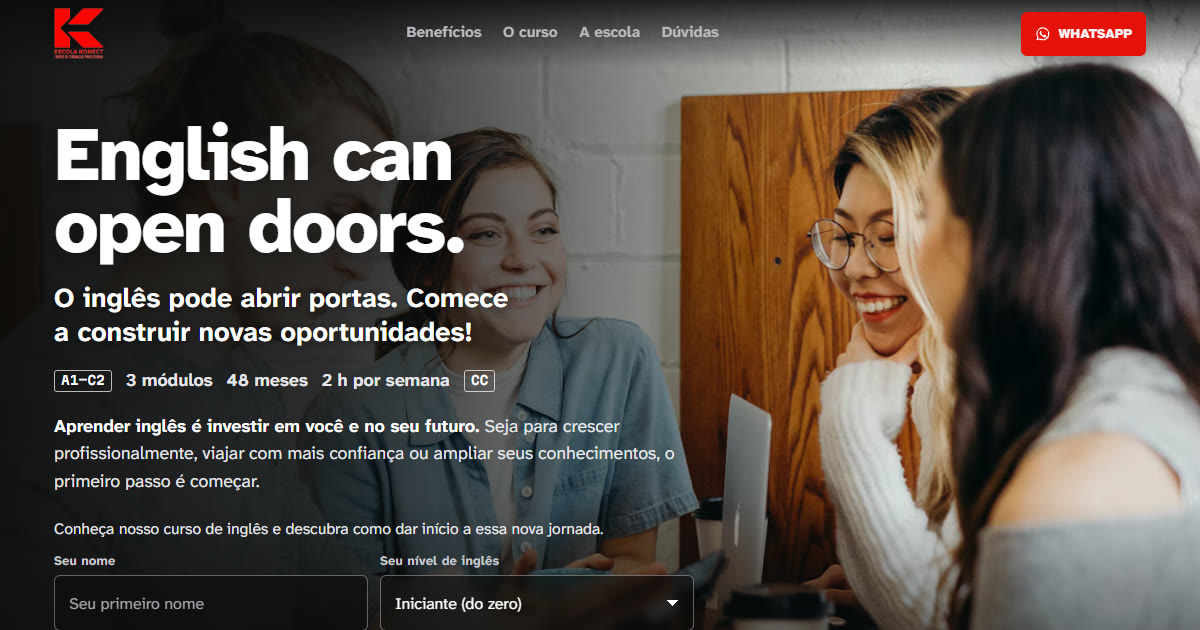 ESCOLA KONECT
Benefícios O curso A escola Dúvidas
WHATSAPP
English can
open doors.
O inglês pode abrir portas. Comece
a construir novas oportunidades!
A1–C2 3 módulos 48 meses 2 h por semana CC
Aprender inglês é investir em você e no seu futuro. Seja para crescer
profissionalmente, viajar com mais confiança ou ampliar seus conhecimentos, o
primeiro passo é começar.
Conheça nosso curso de inglês e descubra como dar início a essa nova jornada.
Seu nome Seu nível de inglês
Seu primeiro nome Iniciante (do zero)